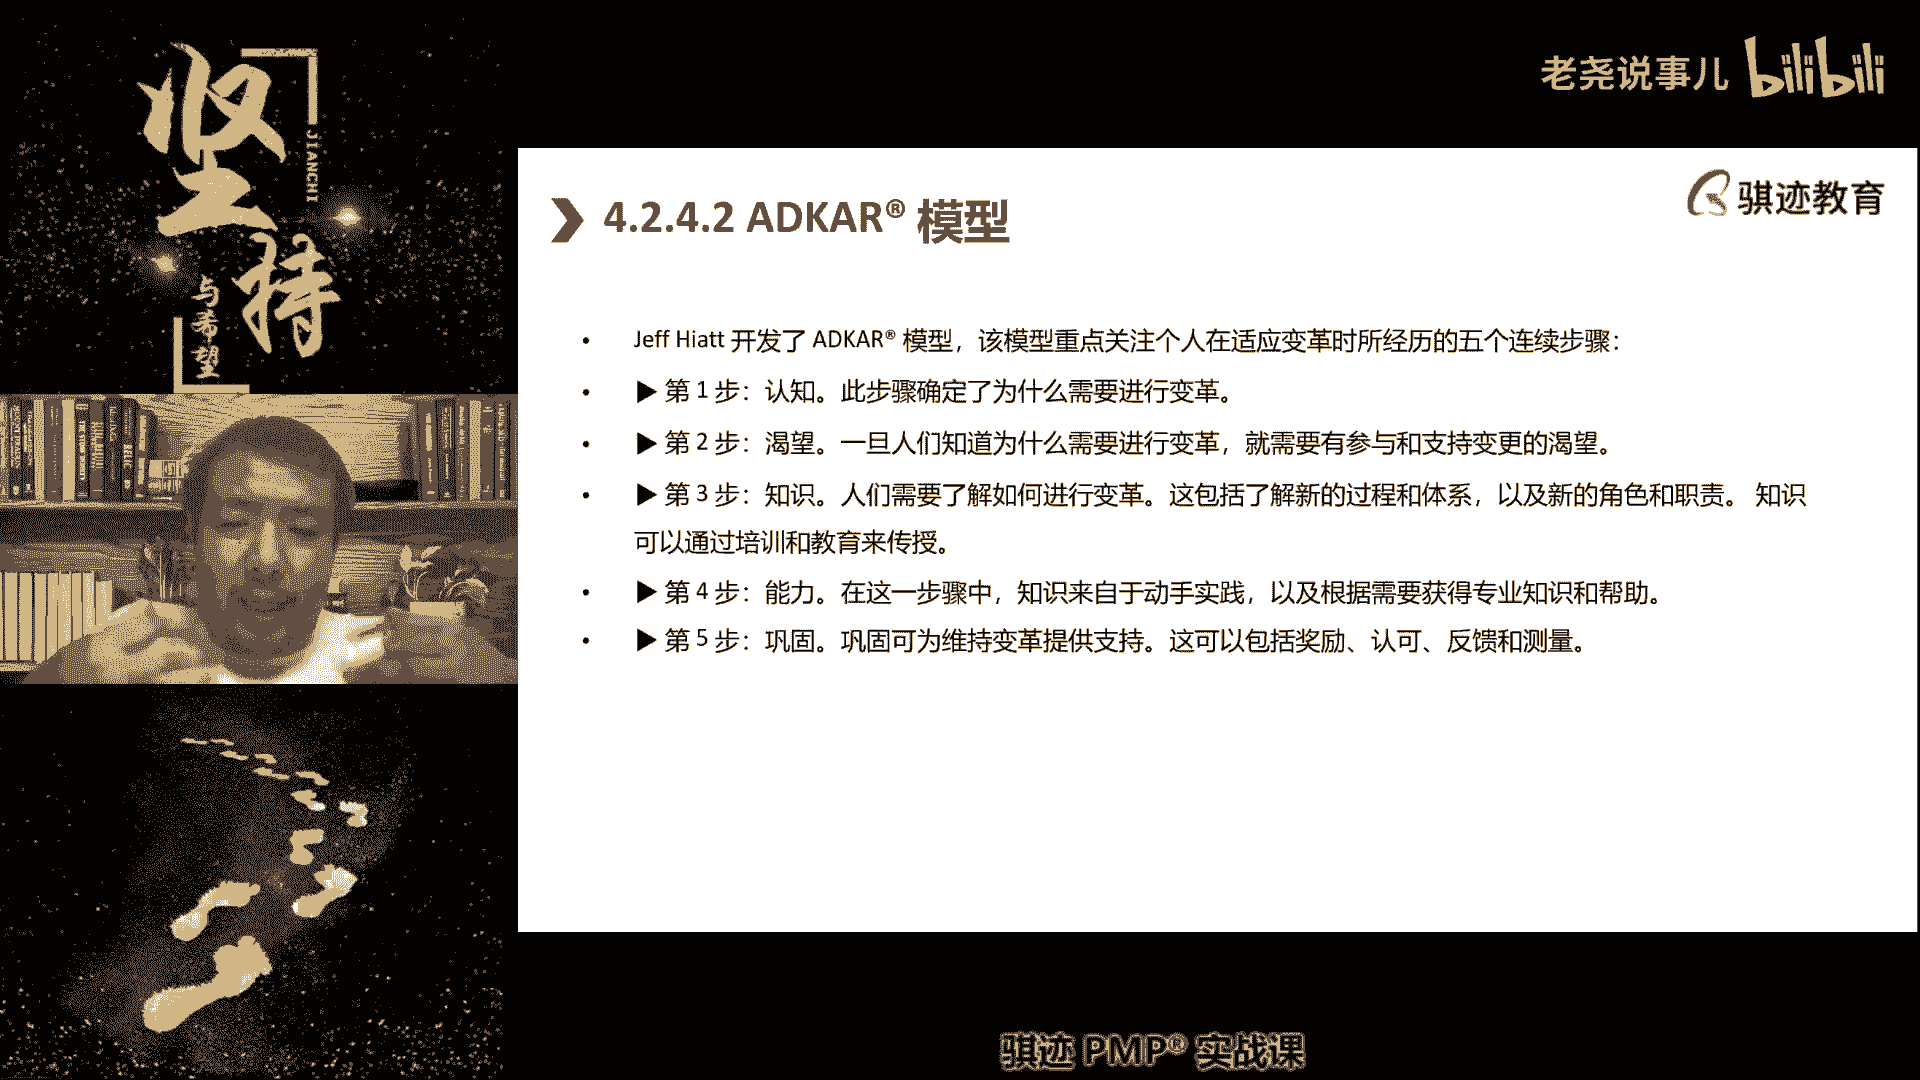 坚持
JIANCHI
与希望
老尧说事儿 bilibili
骐迹教育
4.2.4.2 ADKAR® 模型
• Jeff Hiatt 开发了 ADKAR® 模型，该模型重点关注个人在适应变革时所经历的五个连续步骤：
• ▶ 第 1 步：认知。此步骤确定了为什么需要进行变革。
• ▶ 第 2 步：渴望。一旦人们知道为什么需要进行变革，就需要有参与和支持变更的渴望。
• ▶ 第 3 步：知识。人们需要了解如何进行变革。这包括了解新的过程和体系，以及新的角色和职责。 知识
可以通过培训和教育来传授。
• ▶ 第 4 步：能力。在这一步骤中，知识来自于动手实践，以及根据需要获得专业知识和帮助。
• ▶ 第 5 步：巩固。巩固可为维持变革提供支持。这可以包括奖励、认可、反馈和测量。
骐迹 PMP® 实战课